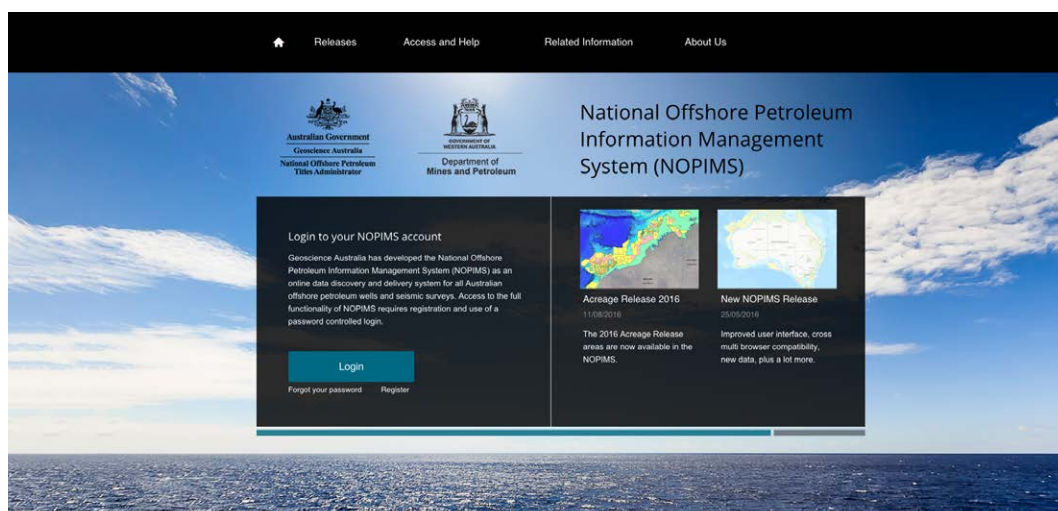 Releases
Access and Help
Related Information
About Us
Australian Government
Geoscience Australia
National Offshore Petroleum
Titles Administrator
GOVERNMENT OF
WESTERN AUSTRALIA
Department of
Mines and Petroleum
National Offshore Petroleum
Information Management
System (NOPIMS)
Login to your NOPIMS account
Geoscience Australia has developed the National Offshore
Petroleum Information Management System (NOPIMS) as an
online data discovery and delivery system for all Australian
offshore petroleum wells and seismic surveys. Access to the full
functionality of NOPIMS requires registration and use of a
password controlled login.
Login
Forgot your password
Register
Acreage Release 2016
11/08/2016
The 2016 Acreage Release
areas are now available in the
NOPIMS.
New NOPIMS Release
25/05/2016
Improved user interface, cross
multi browser compatibility,
new data, plus a lot more.